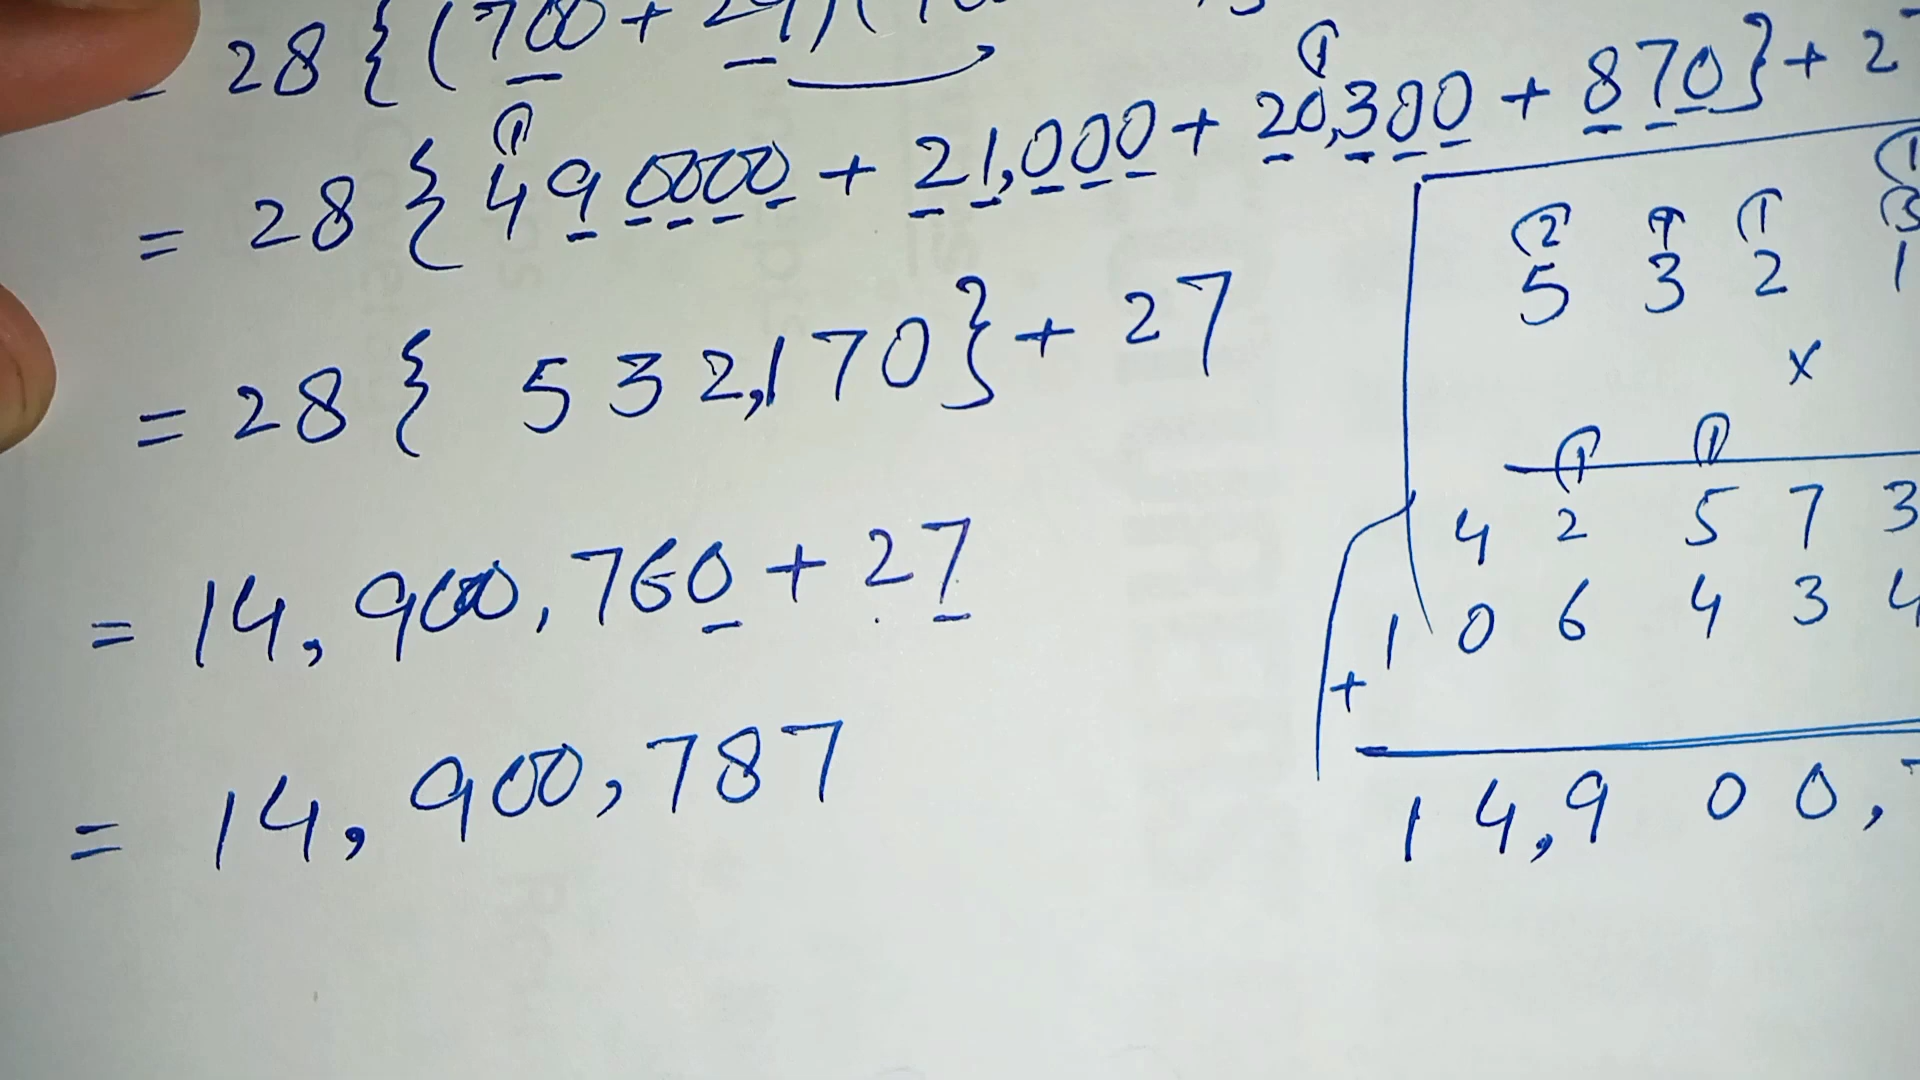 = 28 { (700 + 29) (
= 28 { 490000 + 21,000 + 20,300 + 870 } + 2
= 28 { 532,170 } + 27
= 14,900,760 + 27
= 14,900,787
5 3 2 1
×
4 2 5 7 3
1 0 6 4 3 4
+
14,9 0 0,